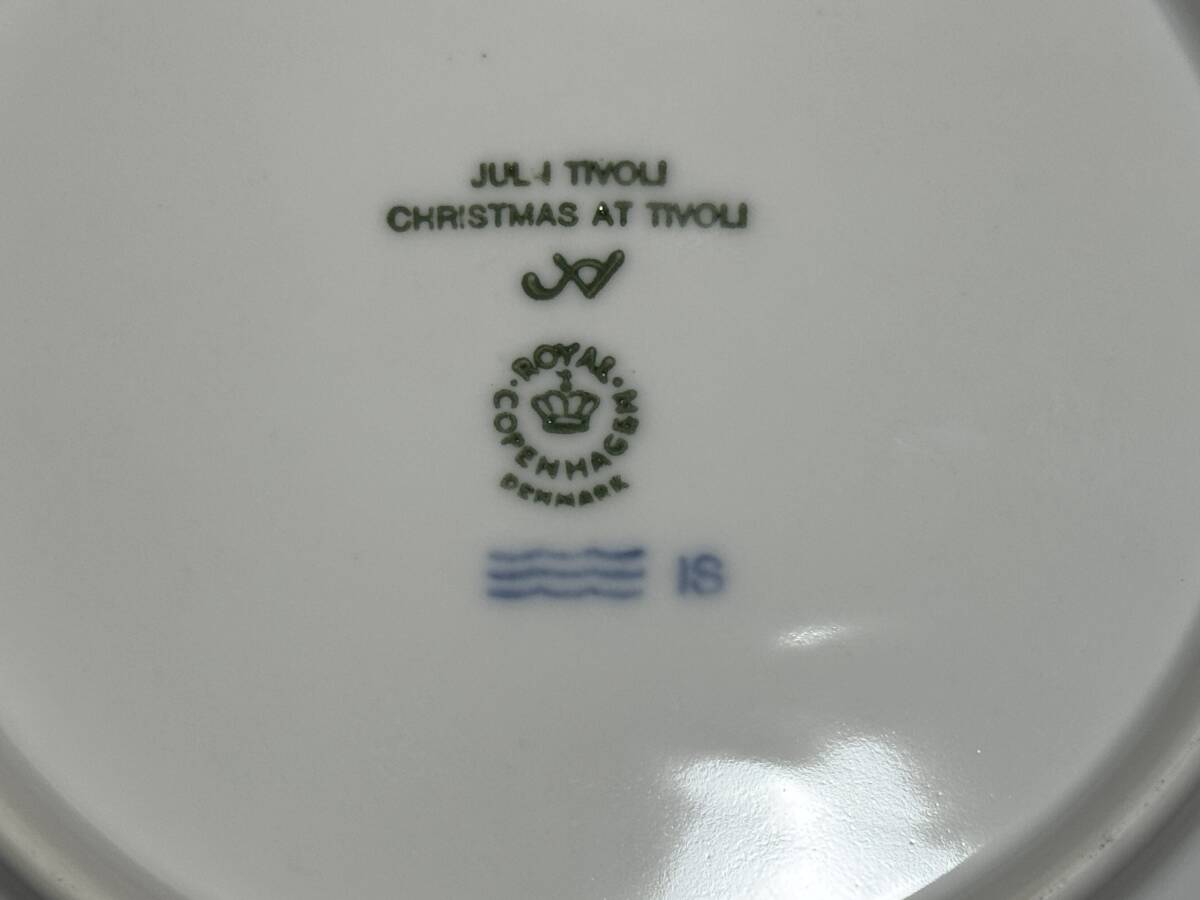 JUL I TIVOLI
CHRISTMAS AT TIVOLI
ROYAL
COPENHAGEN
DENMARK
IS